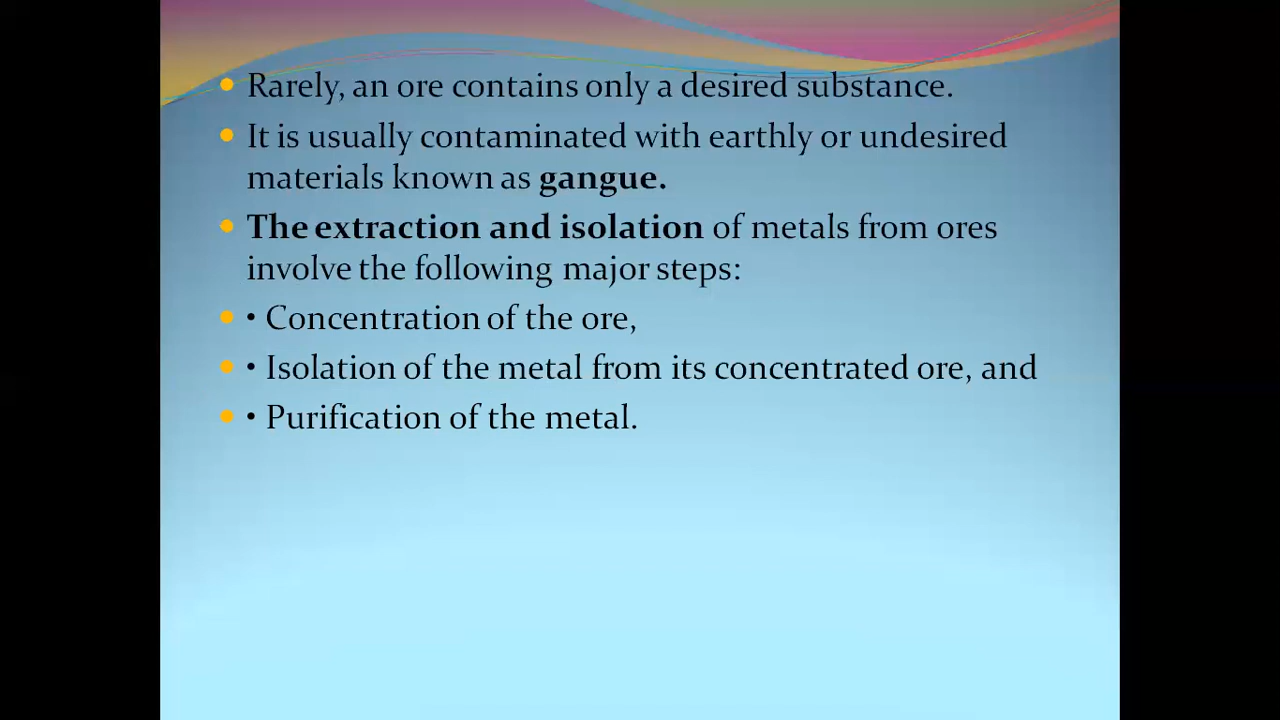 Rarely, an ore contains only a desired substance.
It is usually contaminated with earthly or undesired
materials known as gangue.
The extraction and isolation of metals from ores
involve the following major steps:
• Concentration of the ore,
• Isolation of the metal from its concentrated ore, and
• Purification of the metal.